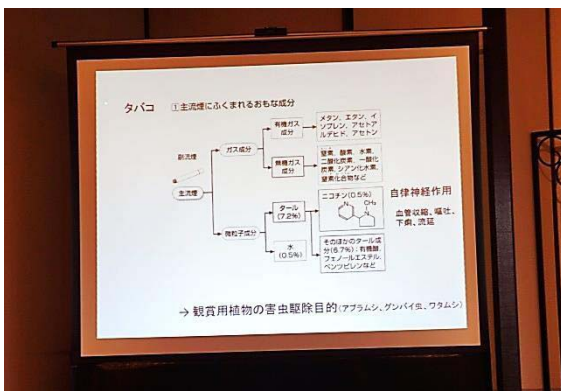 タバコ ①主流煙にふくまれるおもな成分
副流煙
主流煙
ガス成分
有機ガス
成分
メタン、エタン、イ
ソプレン、アセトア
ルデヒド、アセトン
無機ガス
成分
窒素、酸素、水素、
二酸化炭素、一酸化
炭素、シアン化水素、
窒素化合物など
微粒子成分
タール
(7.2%)
ニコチン(0.5%)
N
N
CH₃
自律神経作用
血管収縮、嘔吐、
下痢、流延
水
(0.5%)
そのほかのタール成
分(6.7%):有機酸、
フェノールエステル、
ベンツピレンなど
→ 観賞用植物の害虫駆除目的(アブラムシ、グンバイ虫、ワタムシ)